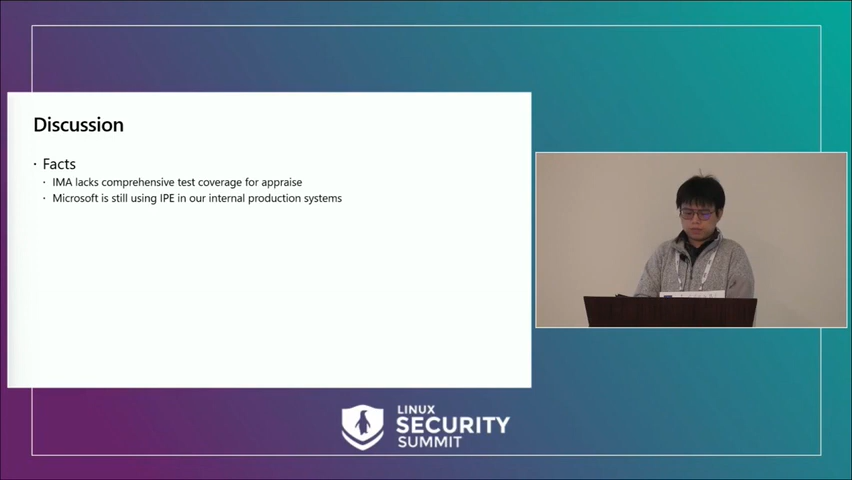 Discussion
· Facts
· IMA lacks comprehensive test coverage for appraise
· Microsoft is still using IPE in our internal production systems
LINUX
SECURITY
SUMMIT